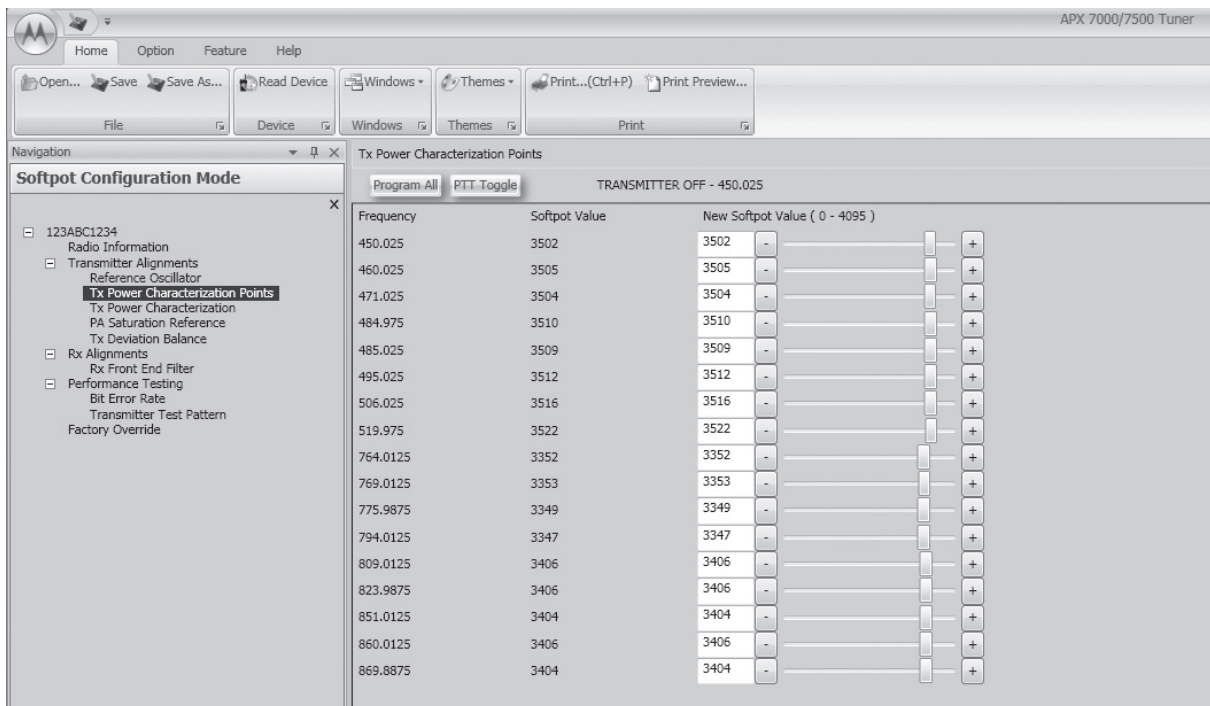 APX 7000/7500 Tuner
Home Option Feature Help
Open... Save Save As... Read Device Windows Themes Print...(Ctrl+P) Print Preview...
File Device Windows Themes Print
Navigation
Softpot Configuration Mode
123ABC1234
Radio Information
Transmitter Alignments
Reference Oscillator
Tx Power Characterization Points
Tx Power Characterization
PA Saturation Reference
Tx Deviation Balance
Rx Alignments
Rx Front End Filter
Performance Testing
Bit Error Rate
Transmitter Test Pattern
Factory Override
Tx Power Characterization Points
Program All PTT Toggle TRANSMITTER OFF - 450.025
Frequency Softpot Value New Softpot Value ( 0 - 4095 )
450.025 3502 3502 - +
460.025 3505 3505 - +
471.025 3504 3504 - +
484.975 3510 3510 - +
485.025 3509 3509 - +
495.025 3512 3512 - +
506.025 3516 3516 - +
519.975 3522 3522 - +
764.0125 3352 3352 - +
769.0125 3353 3353 - +
775.9875 3349 3349 - +
794.0125 3347 3347 - +
809.0125 3406 3406 - +
823.9875 3406 3406 - +
851.0125 3404 3404 - +
860.0125 3406 3406 - +
869.8875 3404 3404 - +